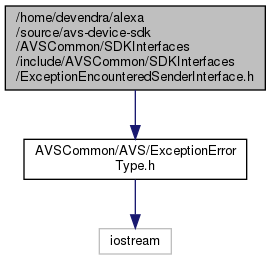 /home/devendra/alexa
/source/avs-device-sdk
/AVSCommon/SDKInterfaces
/include/AVSCommon/SDKInterfaces
/ExceptionEncounteredSenderInterface.h
AVSCommon/AVS/ExceptionError
Type.h
iostream